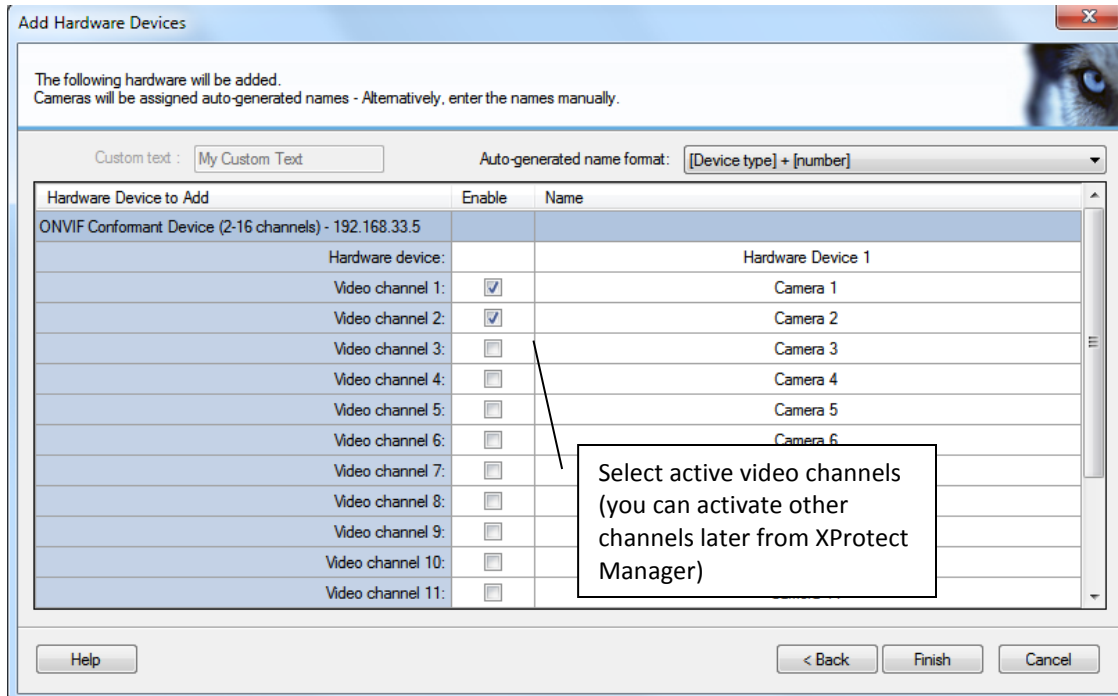 Add Hardware Devices
The following hardware will be added.
Cameras will be assigned auto-generated names - Alternatively, enter the names manually.
Custom text : My Custom Text Auto-generated name format: [Device type] + [number]
Hardware Device to Add Enable Name
ONVIF Conformant Device (2-16 channels) - 192.168.33.5
Hardware device: Hardware Device 1
Video channel 1: Camera 1
Video channel 2: Camera 2
Video channel 3: Camera 3
Video channel 4: Camera 4
Video channel 5: Camera 5
Video channel 6: Camera 6
Video channel 7:
Video channel 8:
Video channel 9:
Video channel 10:
Video channel 11:
Select active video channels
(you can activate other
channels later from XProtect
Manager)
Help < Back Finish Cancel